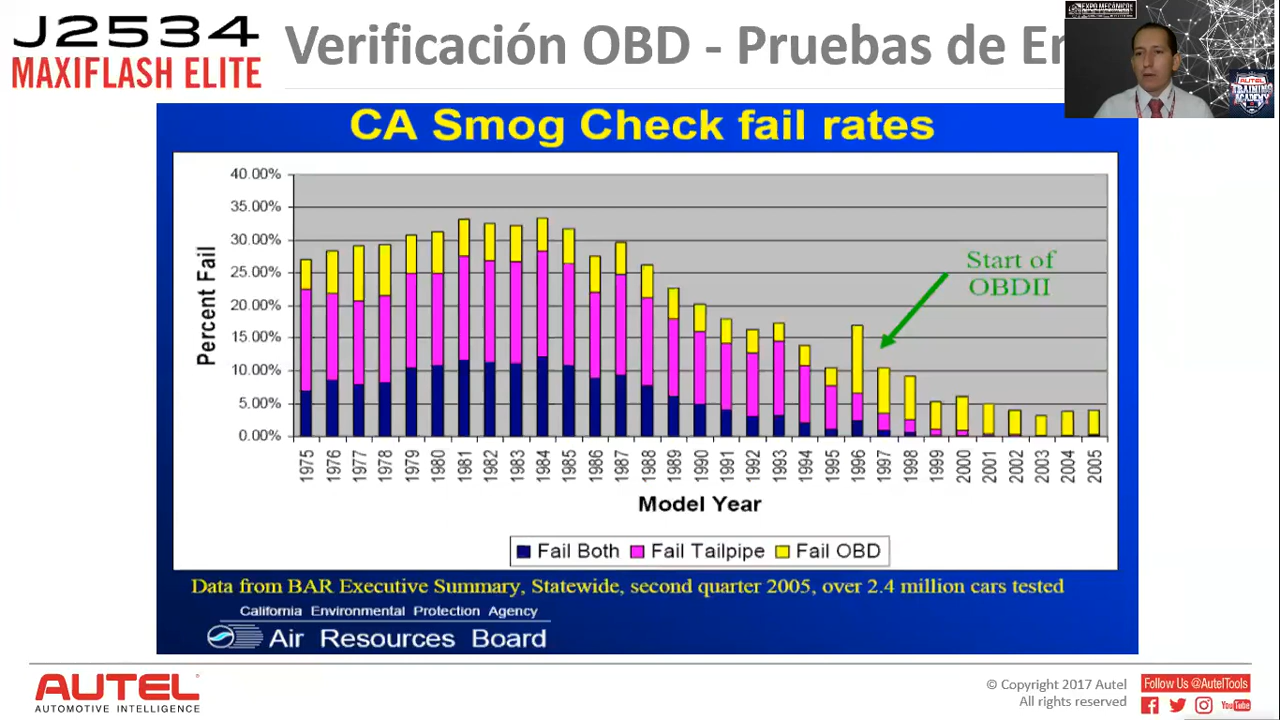 J2534
MAXIFLASH ELITE
Verificación OBD - Pruebas de
EXPO MECÁNICO
AUTEL
TRAINING
ACADEMY
CA Smog Check fail rates
40.00%
35.00%
30.00%
25.00%
20.00%
15.00%
10.00%
5.00%
0.00%
Percent Fail
Start of
OBDII
1975 1976 1977 1978 1979 1980 1981 1982 1983 1984 1985 1986 1987 1988 1989 1990 1991 1992 1993 1994 1995 1996 1997 1998 1999 2000 2001 2002 2003 2004 2005
Model Year
Fail Both Fail Tailpipe Fail OBD
Data from BAR Executive Summary, Statewide, second quarter 2005, over 2.4 million cars tested
California Environmental Protection Agency
Air Resources Board
AUTEL
AUTOMOTIVE INTELLIGENCE
© Copyright 2017 Autel
All rights reserved
Follow Us @AutelTools
YouTube